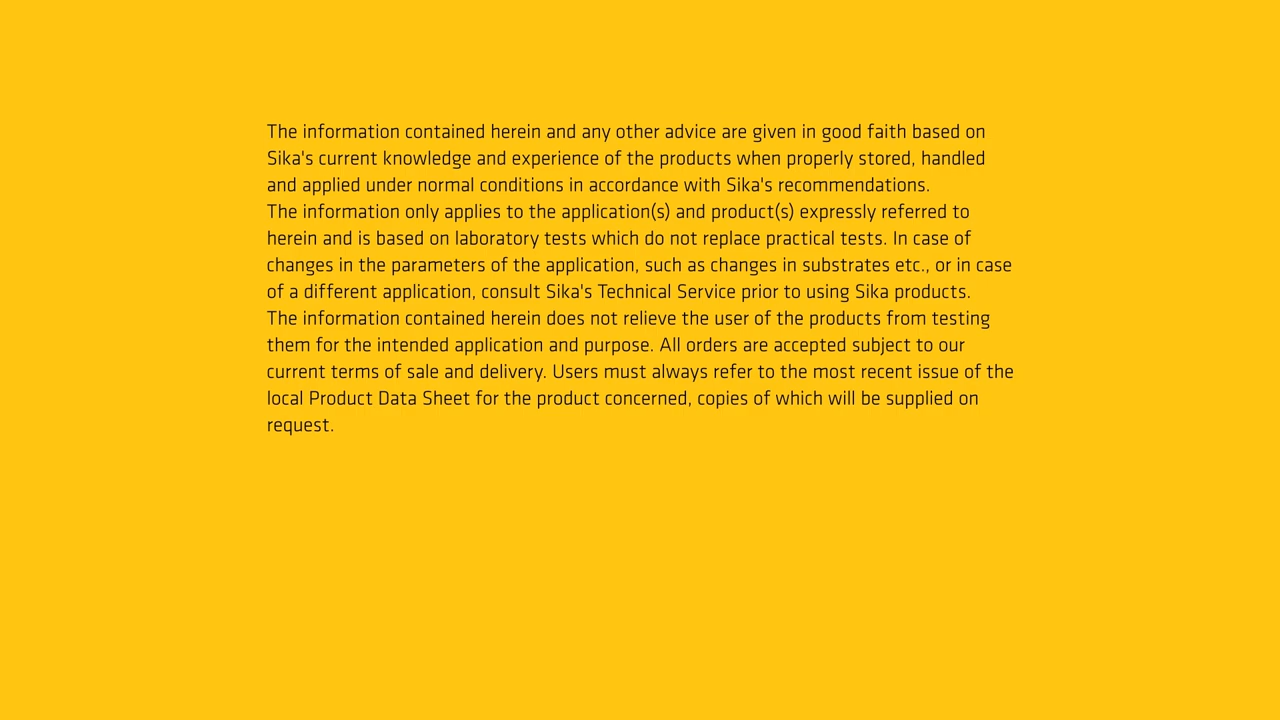 The information contained herein and any other advice are given in good faith based on
Sika's current knowledge and experience of the products when properly stored, handled
and applied under normal conditions in accordance with Sika's recommendations.
The information only applies to the application(s) and product(s) expressly referred to
herein and is based on laboratory tests which do not replace practical tests. In case of
changes in the parameters of the application, such as changes in substrates etc., or in case
of a different application, consult Sika's Technical Service prior to using Sika products.
The information contained herein does not relieve the user of the products from testing
them for the intended application and purpose. All orders are accepted subject to our
current terms of sale and delivery. Users must always refer to the most recent issue of the
local Product Data Sheet for the product concerned, copies of which will be supplied on
request.